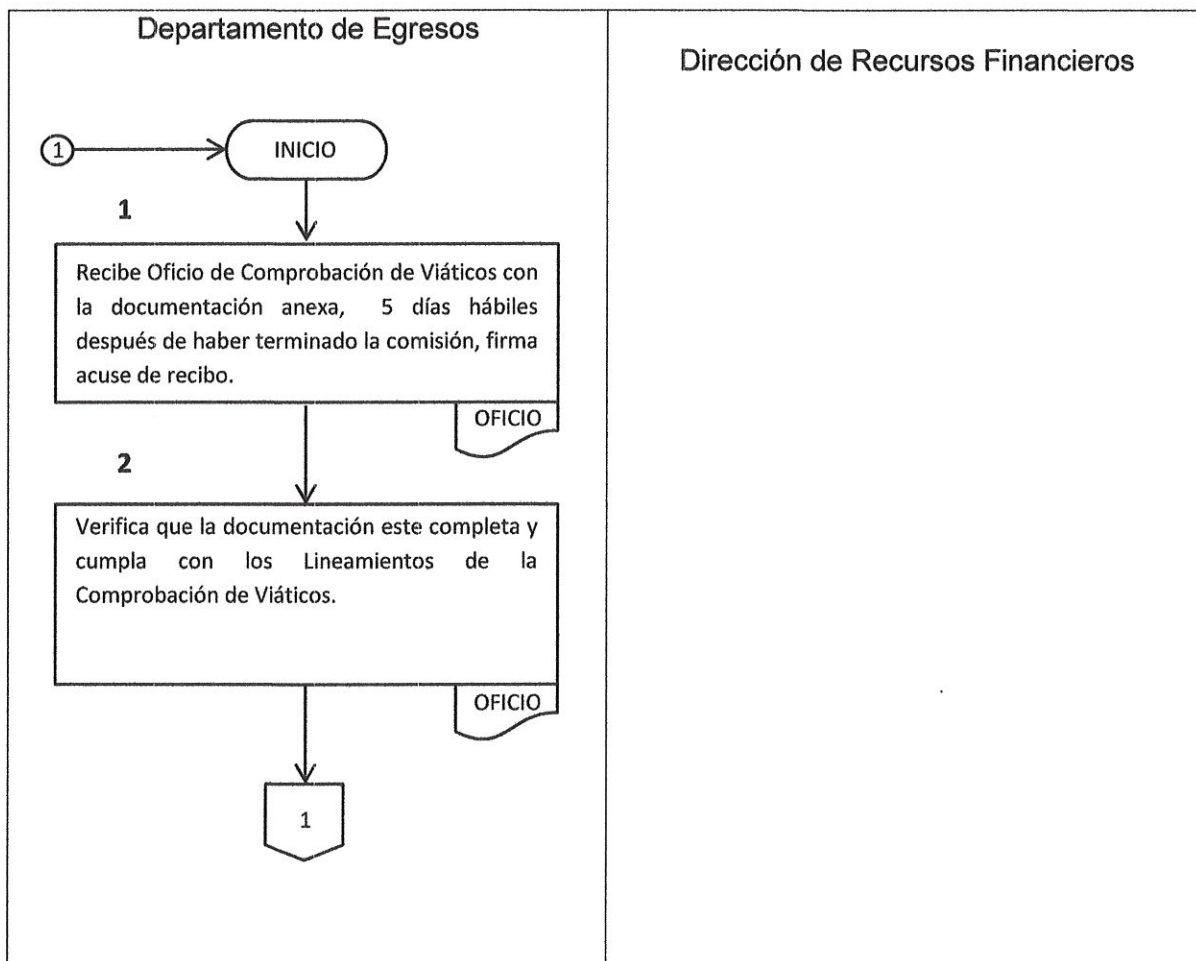 Departamento de Egresos
Dirección de Recursos Financieros
1
INICIO
1
Recibe Oficio de Comprobación de Viáticos con
la documentación anexa, 5 días hábiles
después de haber terminado la comisión, firma
acuse de recibo.
OFICIO
2
Verifica que la documentación este completa y
cumpla con los Lineamientos de la
Comprobación de Viáticos.
OFICIO
1